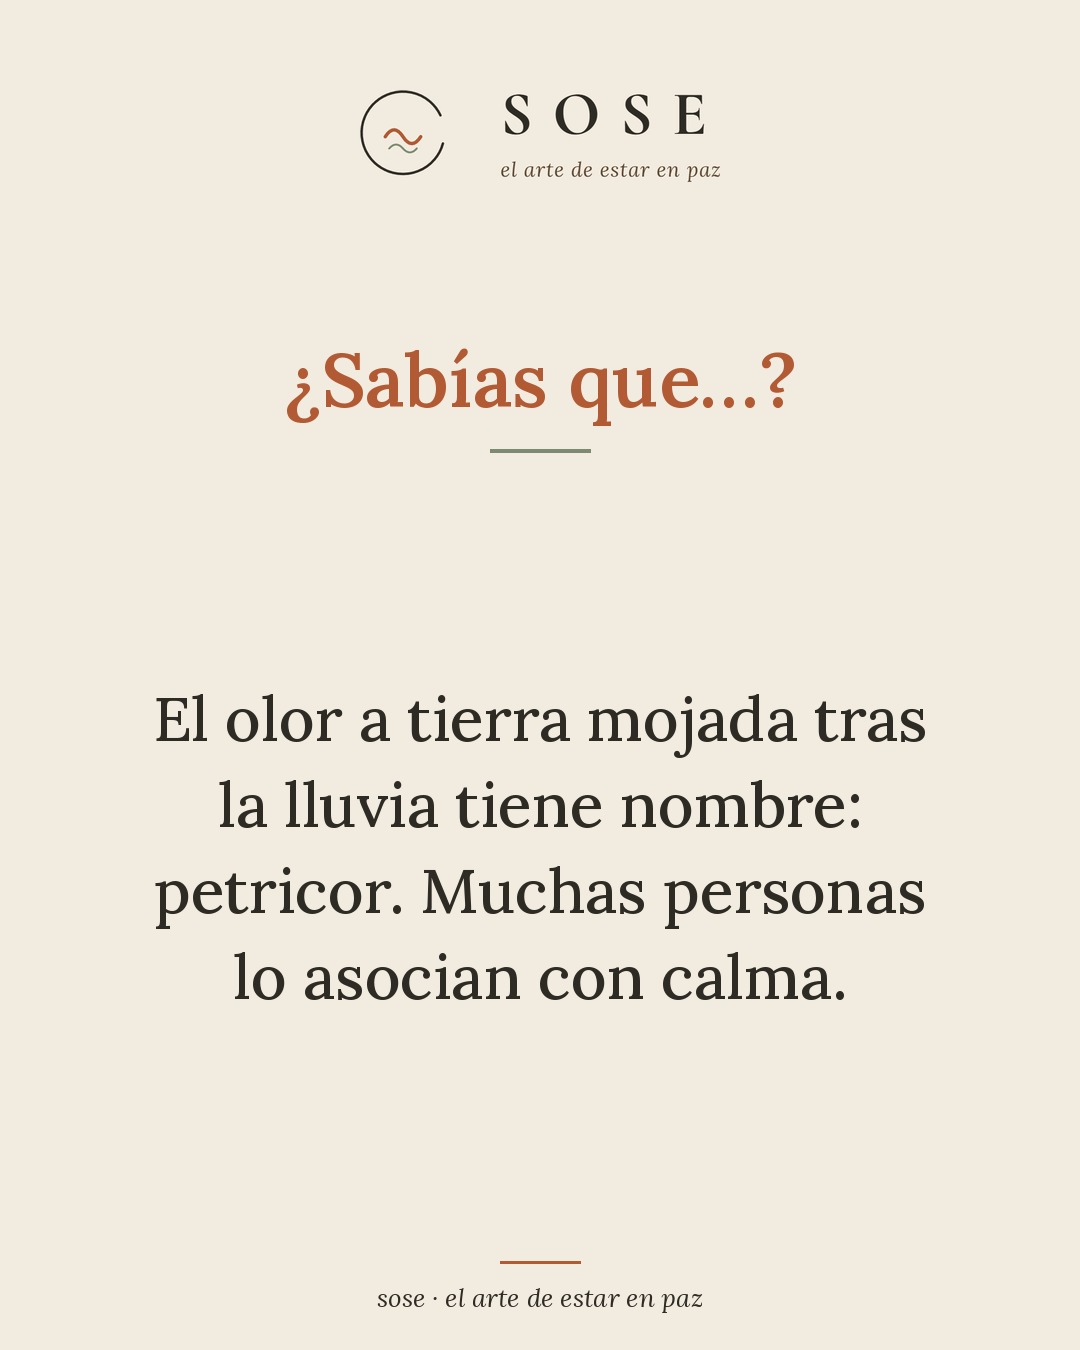 SOSE
el arte de estar en paz
¿Sabías que...?
El olor a tierra mojada tras
la lluvia tiene nombre:
petricor. Muchas personas
lo asocian con calma.
sose · el arte de estar en paz